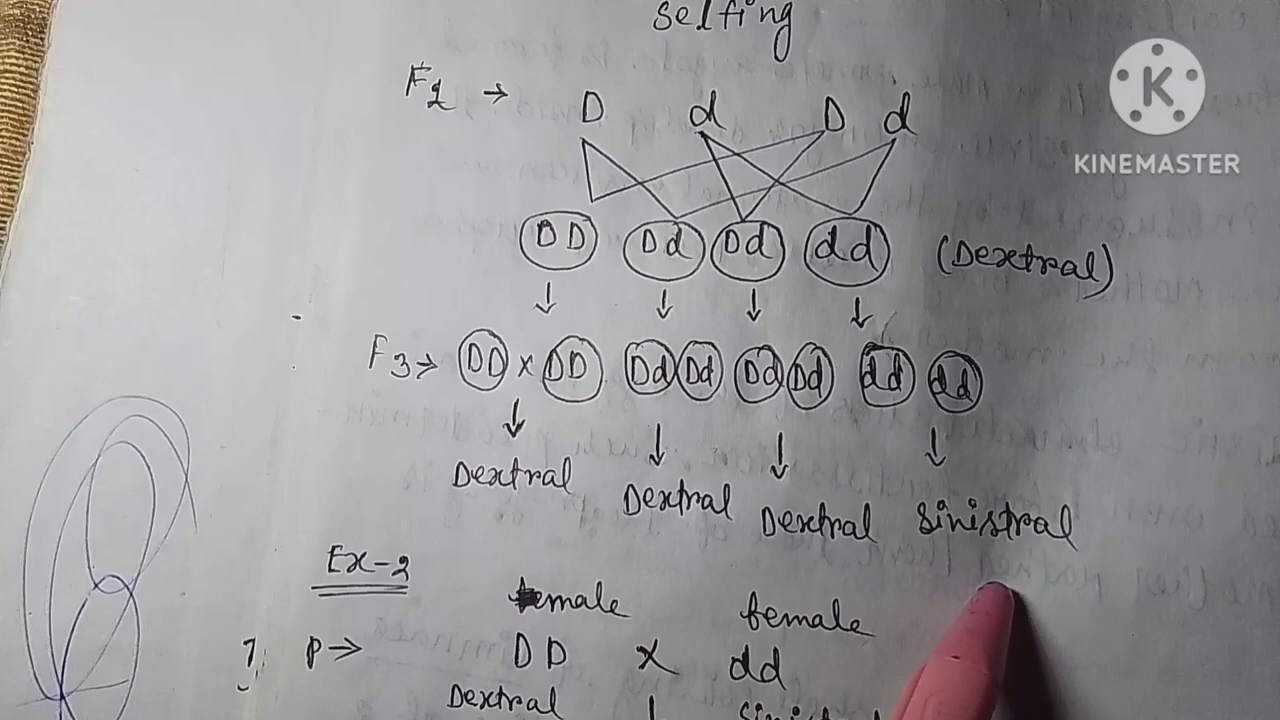 selfing
F2 → D d D d
K
KINEMASTER
DD Dd Dd dd (Dextral)
↓ ↓ ↓ ↓
F3 → DD x DD Dd Dd Dd Dd dd dd
↓ ↓ ↓ ↓
Dextral Dextral Dextral Sinistral
Ex-2
female female
1. P → DD x dd
Dextral ↓